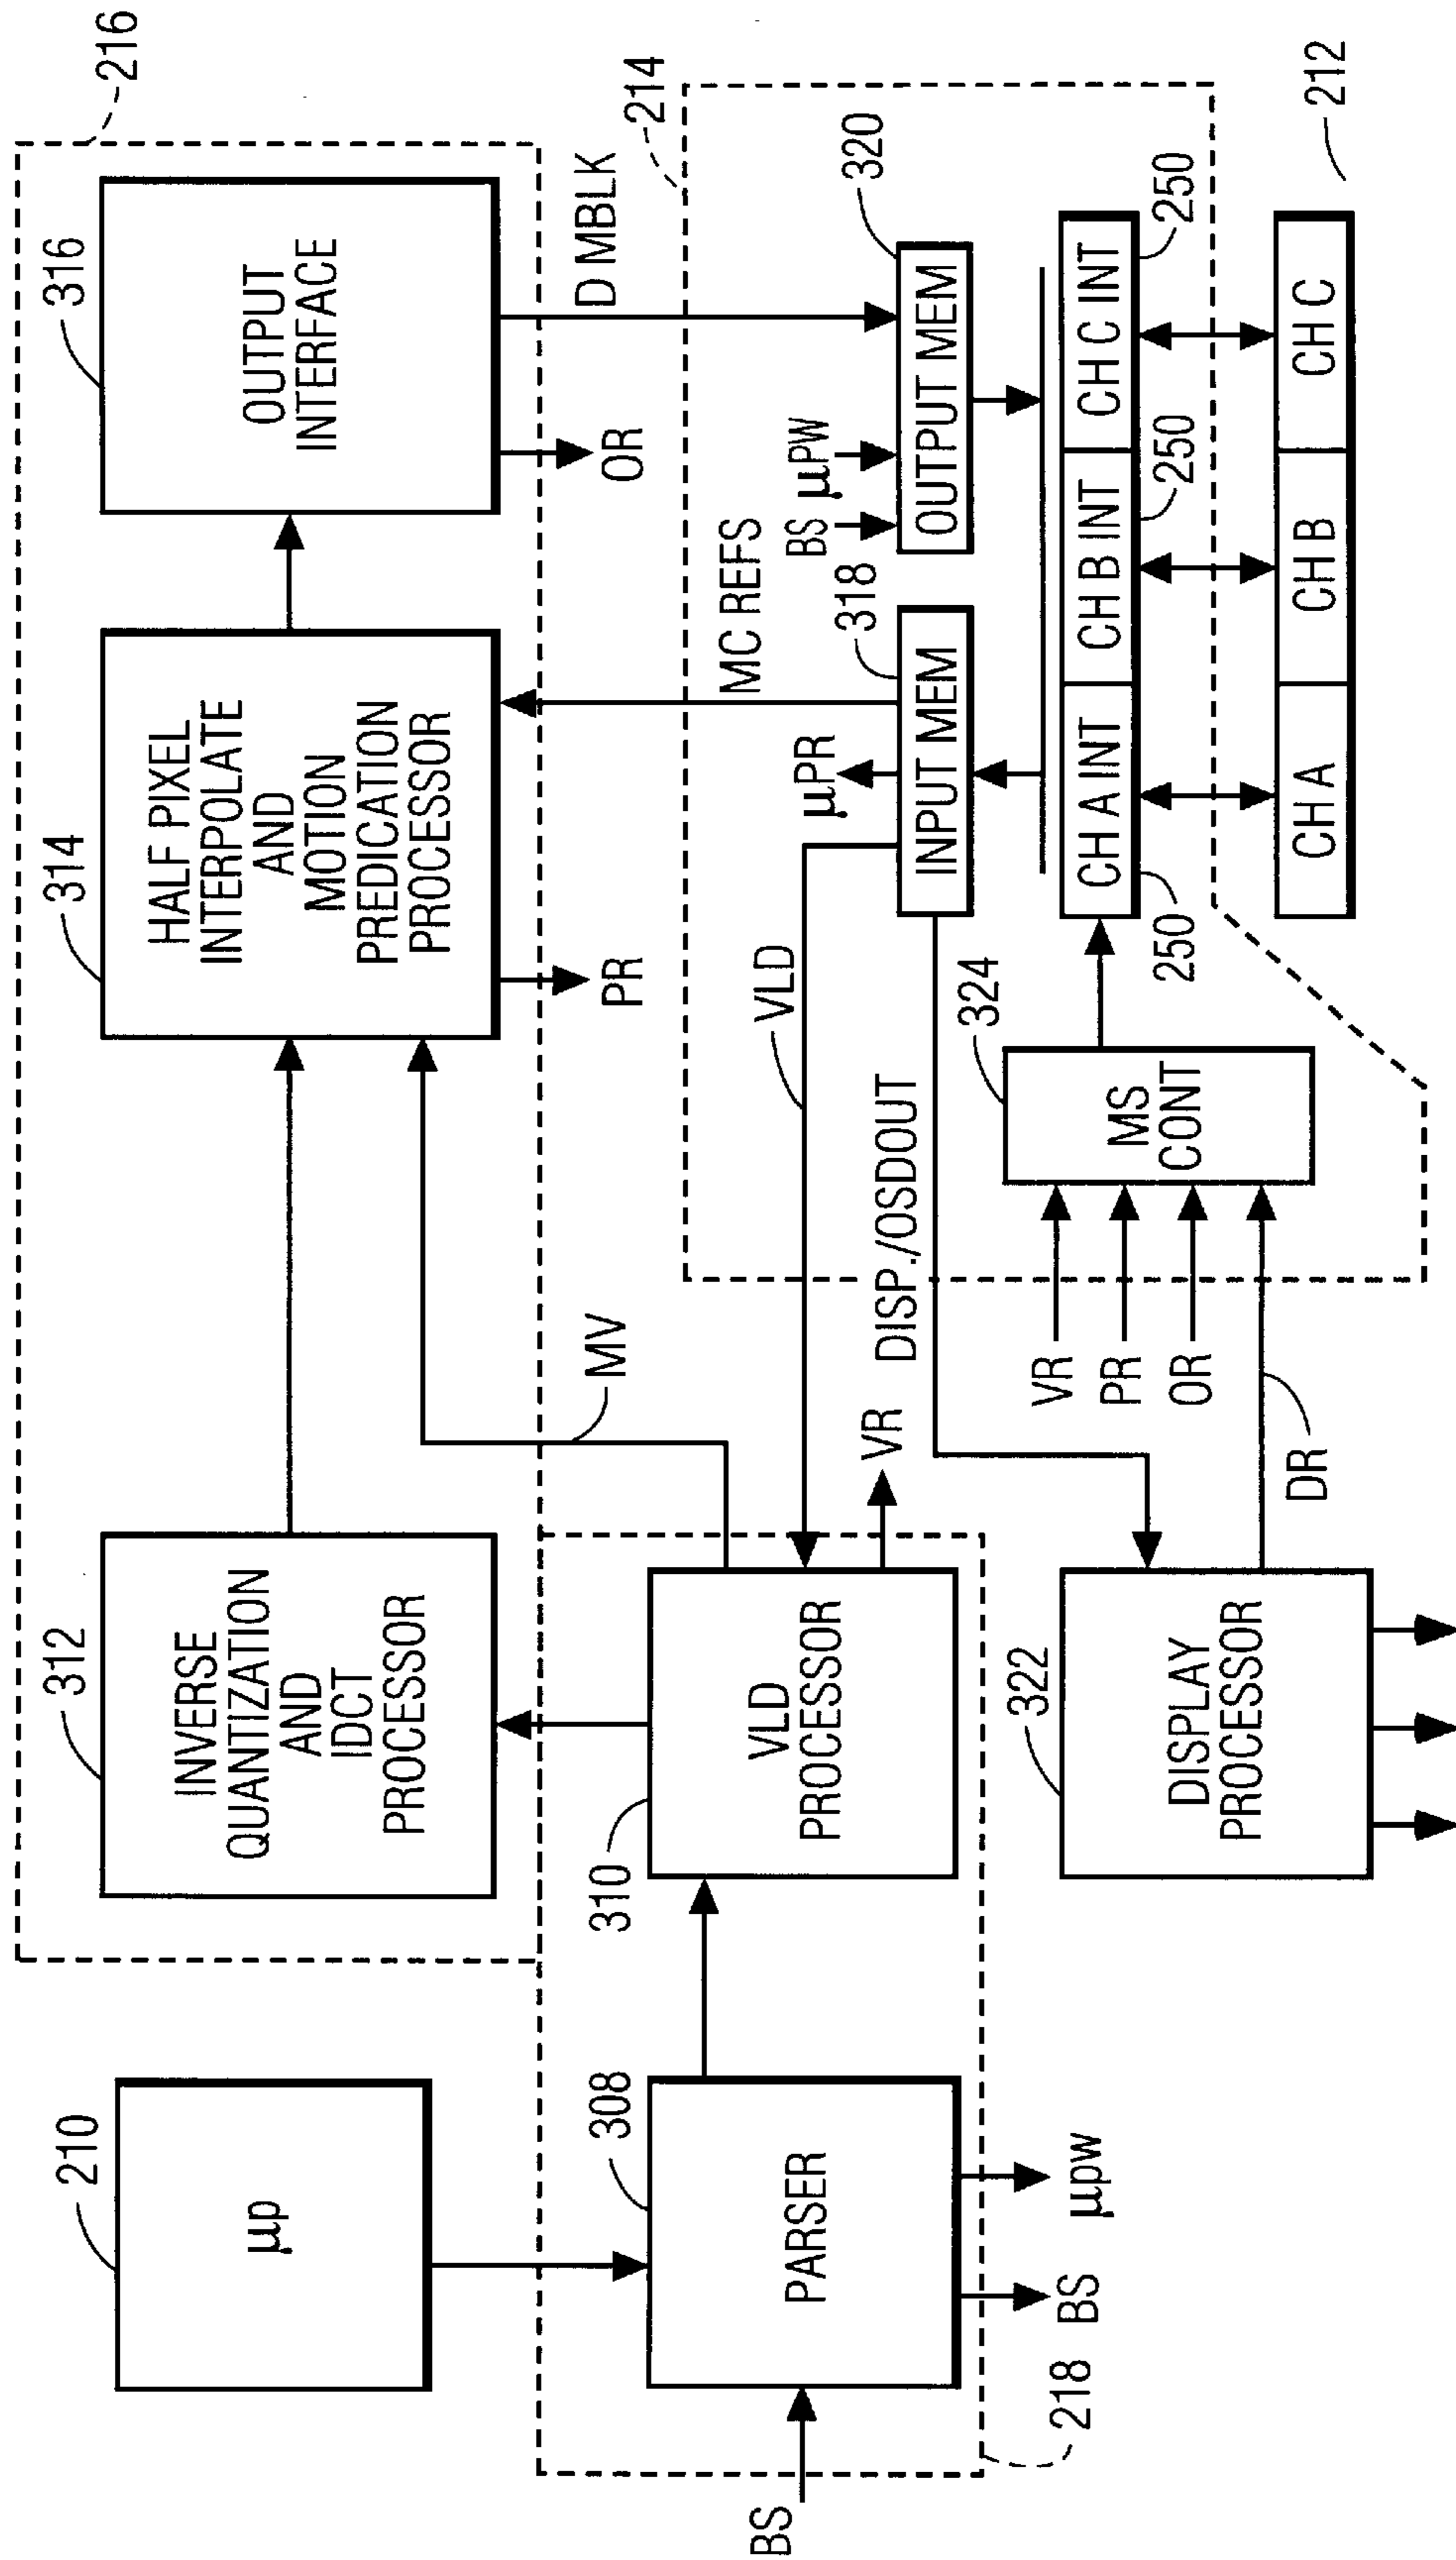 216
316
OUTPUT
INTERFACE
OR
D MBLK
314
HALF PIXEL
INTERPOLATE
AND
MOTION
PREDICATION
PROCESSOR
PR
MC REFS
312
INVERSE
QUANTIZATION
AND
IDCT
PROCESSOR
MV
210
μp
308
PARSER
BS
BS
μpw
218
310
VLD
PROCESSOR
VR
VLD
DISP./OSDOUT
214
318
INPUT MEM
μPR
320
OUTPUT MEM
BS
μPW
CH A INT
CH B INT
CH C INT
250
250
250
324
MS
CONT
VR
PR
OR
DR
322
DISPLAY
PROCESSOR
CH A
CH B
CH C
212